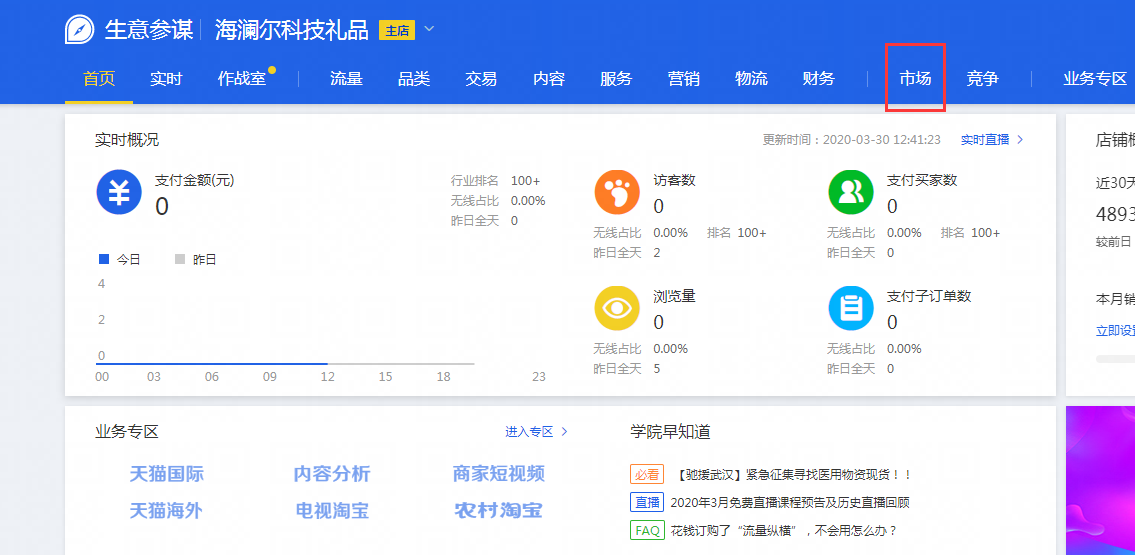 生意参谋 海澜尔科技礼品 主店
首页 实时 作战室 流量 品类 交易 内容 服务 营销 物流 财务 市场 竞争 业务专区
实时概况 更新时间：2020-03-30 12:41:23 实时直播
店铺概
支付金额(元)
0
行业排名 100+
无线占比 0.00%
昨日全天 0
访客数
0
无线占比 0.00% 排名 100+
昨日全天 2
支付买家数
0
无线占比 0.00% 排名 100+
昨日全天 0
近30天
4893
较前日
今日 昨日
4
2
0
00 03 06 09 12 15 18 23
浏览量
0
无线占比 0.00%
昨日全天 5
支付子订单数
0
无线占比 0.00%
昨日全天 0
本月销
立即设置
业务专区 进入专区
天猫国际 内容分析 商家短视频
天猫海外 电视淘宝 农村淘宝
学院早知道
必看 【驰援武汉】紧急征集寻找医用物资现货！！
直播 2020年3月免费直播课程预告及历史直播回顾
FAQ 花钱订购了“流量纵横”，不会用怎么办？